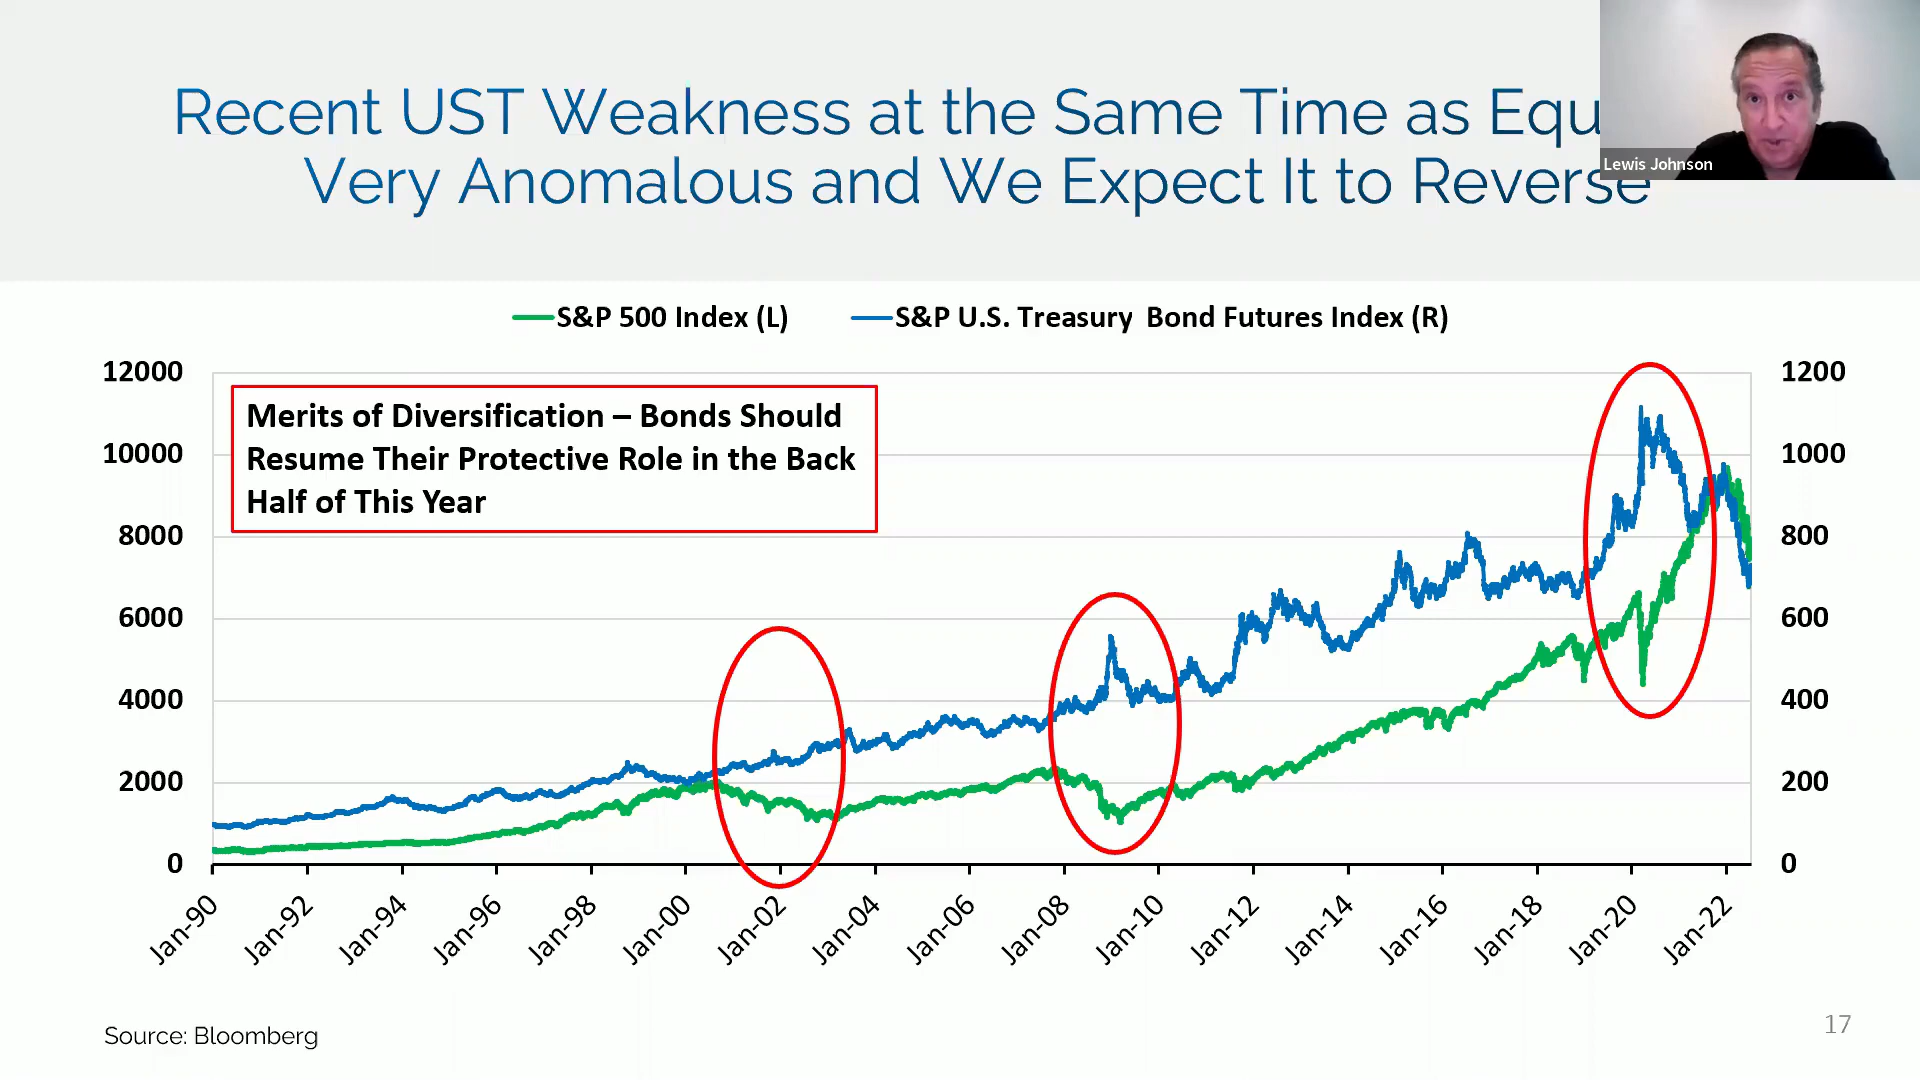 Recent UST Weakness at the Same Time as Equ
Very Anomalous and We Expect It to Reverse
Lewis Johnson
S&P 500 Index (L)
S&P U.S. Treasury Bond Futures Index (R)
12000
10000
8000
6000
4000
2000
0
Merits of Diversification – Bonds Should
Resume Their Protective Role in the Back
Half of This Year
1200
1000
800
600
400
200
0
Jan-90
Jan-92
Jan-94
Jan-96
Jan-98
Jan-00
Jan-02
Jan-04
Jan-06
Jan-08
Jan-10
Jan-12
Jan-14
Jan-16
Jan-18
Jan-20
Jan-22
Source: Bloomberg
17